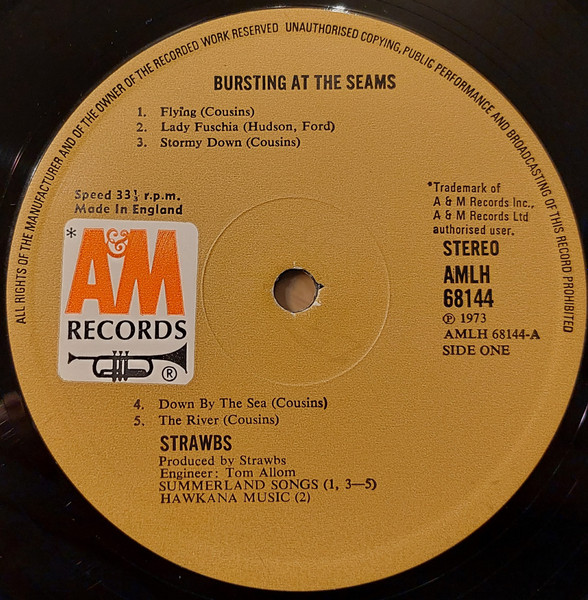 ALL RIGHTS OF THE MANUFACTURER AND OF THE OWNER OF THE RECORDED WORK RESERVED UNAUTHORISED COPYING, PUBLIC PERFORMANCE AND BROADCASTING OF THIS RECORD PROHIBITED
BURSTING AT THE SEAMS
1. Flying (Cousins)
2. Lady Fuschia (Hudson, Ford)
3. Stormy Down (Cousins)
Speed 33⅓ r.p.m.
Made In England
*
A&M
RECORDS
®
*Trademark of
A & M Records Inc.,
A & M Records Ltd
authorised user.
STEREO
AMLH
68144
℗ 1973
AMLH 68144-A
SIDE ONE
4. Down By The Sea (Cousins)
5. The River (Cousins)
STRAWBS
Produced by Strawbs
Engineer: Tom Allom
SUMMERLAND SONGS (1, 3—5)
HAWKANA MUSIC (2)